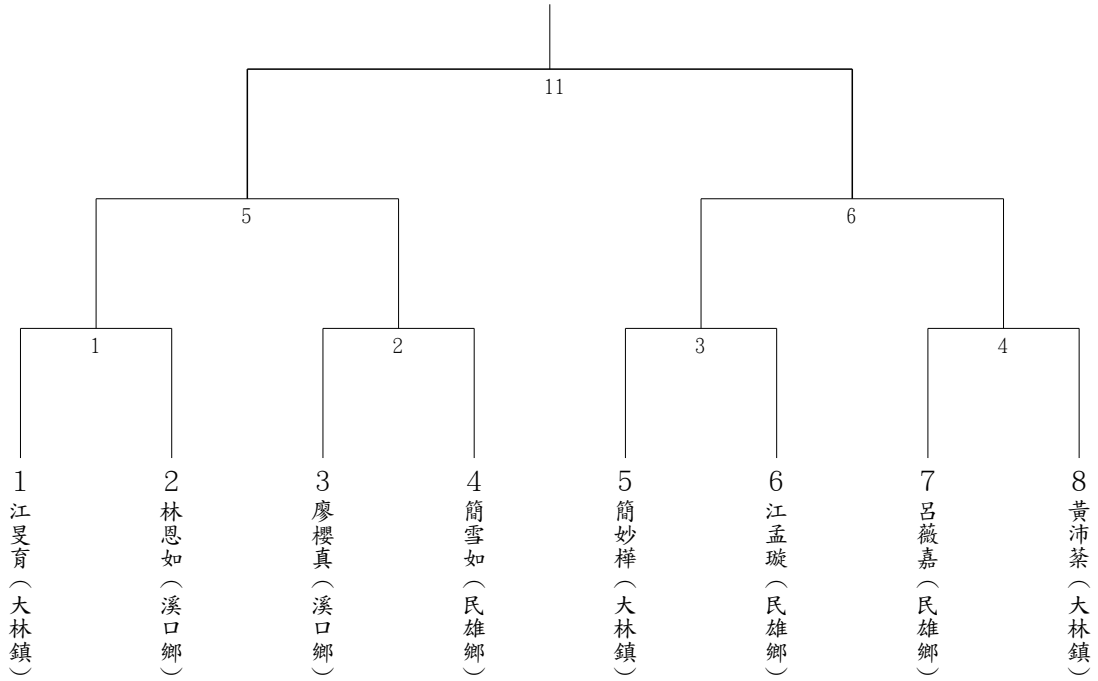 11
5
6
1
2
3
4
1 江旻育（大林鎮）
2 林恩如（溪口鄉）
3 廖櫻真（溪口鄉）
4 簡雪如（民雄鄉）
5 簡妙樺（大林鎮）
6 江孟璇（民雄鄉）
7 呂薇嘉（民雄鄉）
8 黃沛棻（大林鎮）